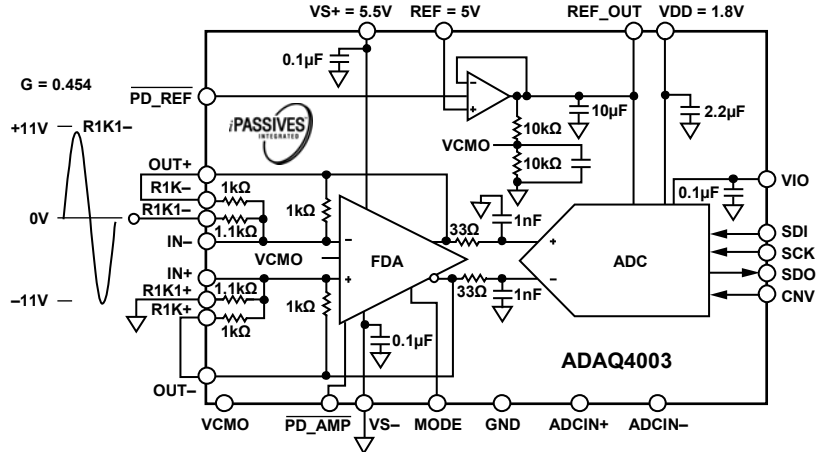 VS+ = 5.5V
REF = 5V
REF_OUT
VDD = 1.8V
0.1µF
G = 0.454
PD_REF
iPASSIVES
INTEGRATED
10µF
2.2µF
+11V
R1K1–
10kΩ
VCMO
10kΩ
OUT+
R1K–
1kΩ
0.1µF
VIO
0V
R1K1–
1.1kΩ
1kΩ
33Ω
1nF
SDI
IN–
SCK
VCMO
FDA
ADC
SDO
IN+
CNV
–11V
R1K1+
1.1kΩ
33Ω
1nF
R1K+
1kΩ
1kΩ
0.1µF
ADAQ4003
OUT–
VCMO
PD_AMP
VS–
MODE
GND
ADCIN+
ADCIN–